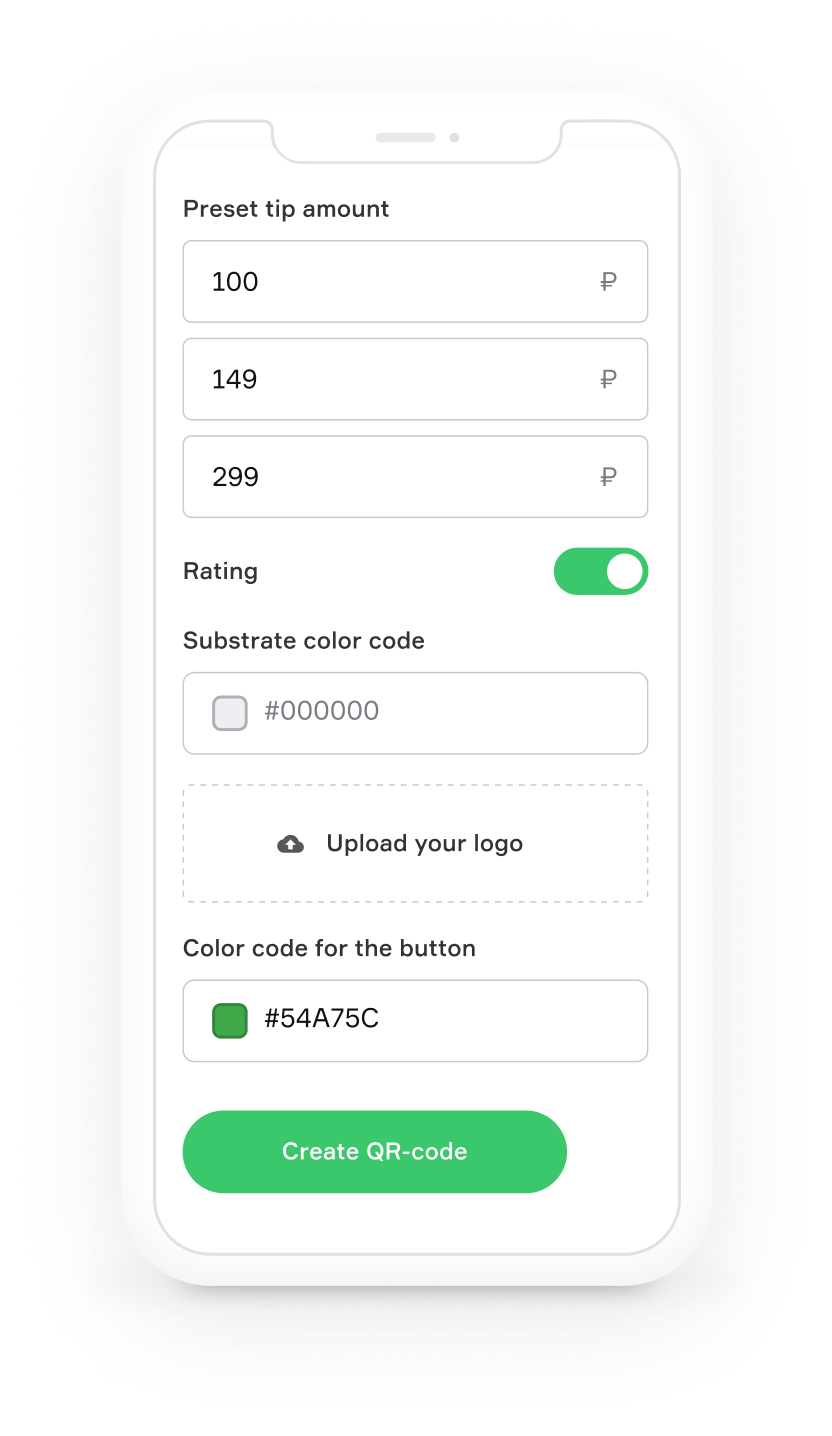 Preset tip amount
100 ₽
149 ₽
299 ₽
Rating
Substrate color code
#000000
Upload your logo
Color code for the button
#54A75C
Create QR-code